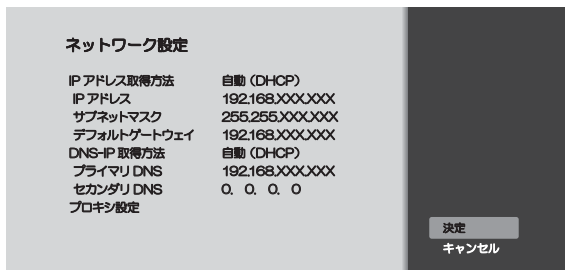 ネットワーク設定
IPアドレス取得方法 自動(DHCP)
IPアドレス 192.168.XXX.XXX
サブネットマスク 255.255.XXX.XXX
デフォルトゲートウェイ 192.168.XXX.XXX
DNS-IP取得方法 自動(DHCP)
プライマリDNS 192.168.XXX.XXX
セカンダリDNS 0. 0. 0. 0
プロキシ設定
決定
キャンセル